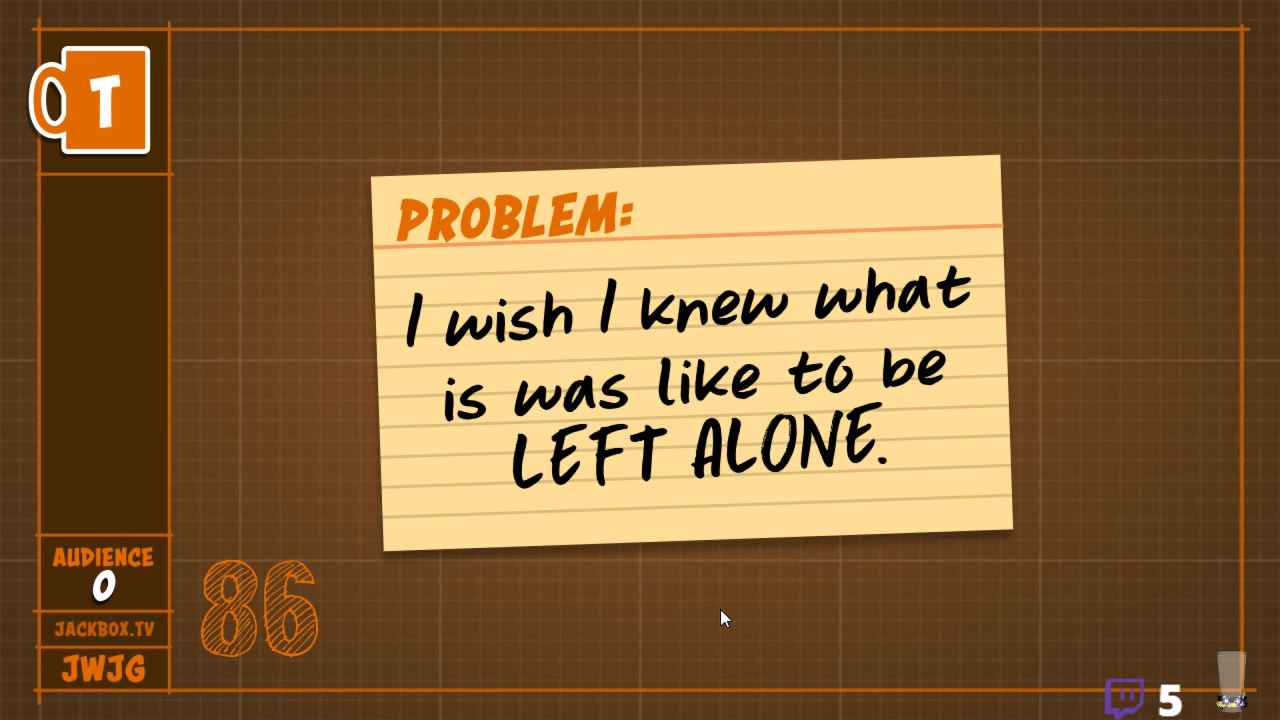 T
PROBLEM:
I wish I knew what
is was like to be
LEFT ALONE.
AUDIENCE
0
JACKBOX.TV
JWJG
86
5